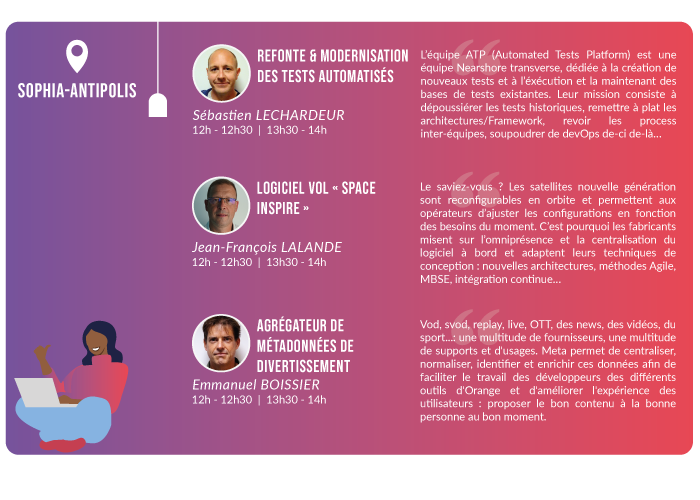 SOPHIA-ANTIPOLIS
REFONTE & MODERNISATION
DES TESTS AUTOMATISÉS
Sébastien LECHARDEUR
12h - 12h30 | 13h30 - 14h
L'équipe ATP (Automated Tests Platform) est une
équipe Nearshore transverse, dédiée à la création de
nouveaux tests et à l'éxécution et la maintenant des
bases de tests existantes. Leur mission consiste à
dépoussiérer les tests historiques, remettre à plat les
architectures/Framework, revoir les process
inter-équipes, soupoudrer de devOps de-ci de-là...
LOGICIEL VOL « SPACE
INSPIRE »
Jean-François LALANDE
12h - 12h30 | 13h30 - 14h
Le saviez-vous ? Les satellites nouvelle génération
sont reconfigurables en orbite et permettent aux
opérateurs d'ajuster les configurations en fonction
des besoins du moment. C'est pourquoi les fabricants
misent sur l'omniprésence et la centralisation du
logiciel à bord et adaptent leurs techniques de
conception : nouvelles architectures, méthodes Agile,
MBSE, intégration continue...
AGRÉGATEUR DE
MÉTADONNÉES DE
DIVERTISSEMENT
Emmanuel BOISSIER
12h - 12h30 | 13h30 - 14h
Vod, svod, replay, live, OTT, des news, des vidéos, du
sport...: une multitude de fournisseurs, une multitude
de supports et d'usages. Meta permet de centraliser,
normaliser, identifier et enrichir ces données afin de
faciliter le travail des développeurs des différents
outils d'Orange et d'améliorer l'expérience des
utilisateurs : proposer le bon contenu à la bonne
personne au bon moment.